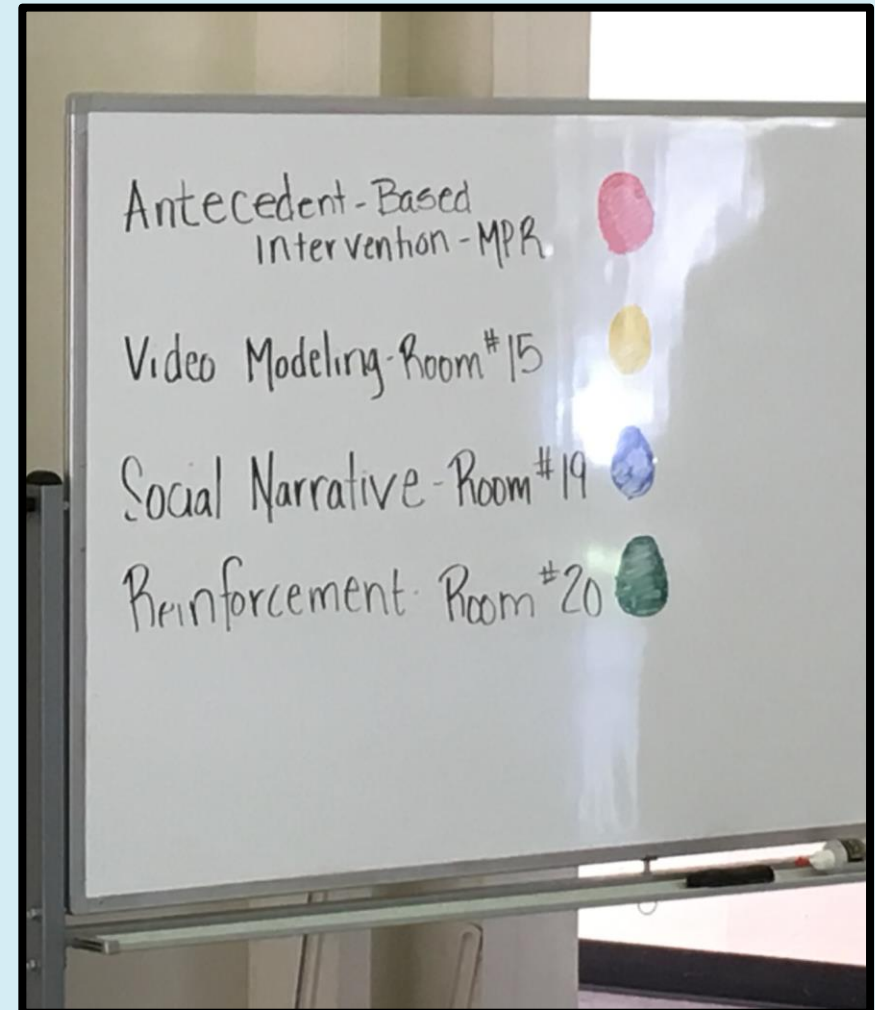 Antecedent-Based
Intervention-MPR
Video Modeling-Room #15
Social Narrative-Room #19
Reinforcement-Room #20